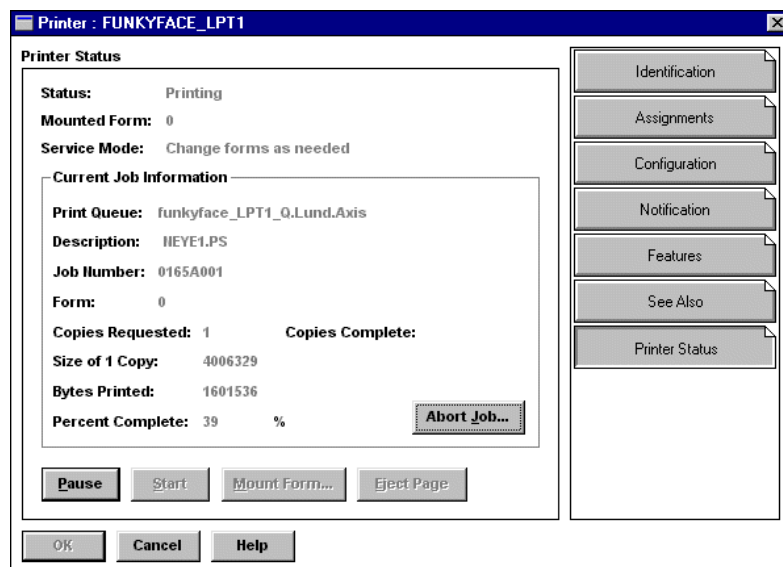 Printer : FUNKYFACE_LPT1
Printer Status
Status: Printing
Mounted Form: 0
Service Mode: Change forms as needed
Current Job Information
Print Queue: funkyface_LPT1_Q.Lund.Axis
Description: NEYE1.PS
Job Number: 0165A001
Form: 0
Copies Requested: 1 Copies Complete:
Size of 1 Copy: 4006329
Bytes Printed: 1601536
Percent Complete: 39 %
Abort Job...
Pause Start Mount Form... Eject Page
OK Cancel Help
Identification
Assignments
Configuration
Notification
Features
See Also
Printer Status